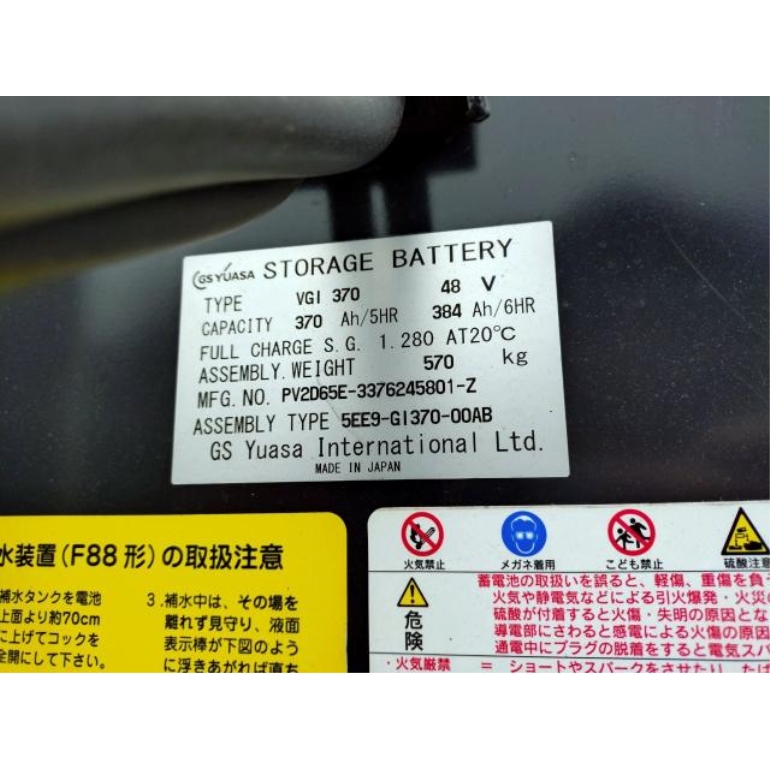 GS YUASA STORAGE BATTERY
TYPE VGI 370 48 V
CAPACITY 370 Ah/5HR 384 Ah/6HR
FULL CHARGE S.G. 1.280 AT20℃
ASSEMBLY.WEIGHT 570 kg
MFG.NO. PV2D65E-3376245801-Z
ASSEMBLY TYPE 5EE9-GI370-00AB
GS Yuasa International Ltd.
MADE IN JAPAN
水装置(F88形)の取扱注意
補水タンクを電池
上面より約70cm
に上げてコックを
全開にして下さい。
3.補水中は、その場を
離れず見守り、液面
表示棒が下図のよう
に浮きあがれば直ち
火気禁止 メガネ着用 こども禁止 硫酸注意
危険
蓄電池の取扱いを誤ると、軽傷、重傷を負う
火気や静電気などによる引火爆発・火災の
硫酸が付着すると火傷・失明の原因とな
導電部にさわると感電による火傷の原因
通電中にプラグの脱着をすると電気スパ
・火気厳禁 = ショートやスパークをさせたり、たば